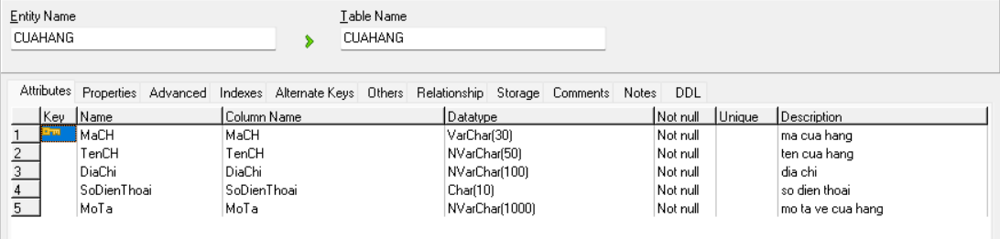 Entity Name Table Name
CUAHANG CUAHANG
Attributes Properties Advanced Indexes Alternate Keys Others Relationship Storage Comments Notes DDL
Key Name Column Name Datatype Not null Unique Description
1 MaCH MaCH VarChar(30) Not null ma cua hang
2 TenCH TenCH NVarChar(50) Not null ten cua hang
3 DiaChi DiaChi NVarChar(100) Not null dia chi
4 SoDienThoai SoDienThoai Char(10) Not null so dien thoai
5 MoTa MoTa NVarChar(1000) Not null mo ta ve cua hang